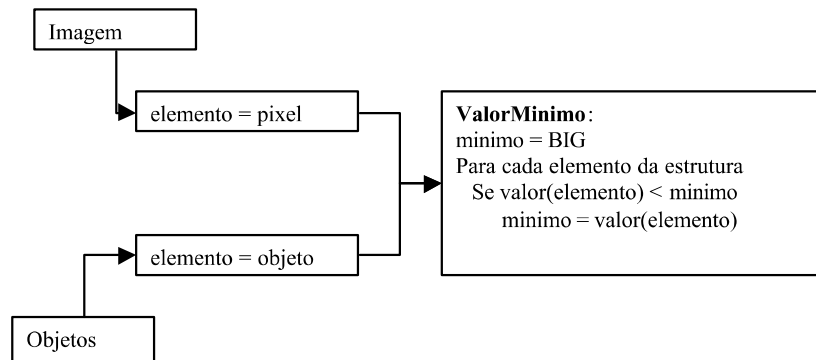 Imagem
elemento = pixel
elemento = objeto
Objetos
ValorMinimo:
minimo = BIG
Para cada elemento da estrutura
Se valor(elemento) < minimo
minimo = valor(elemento)